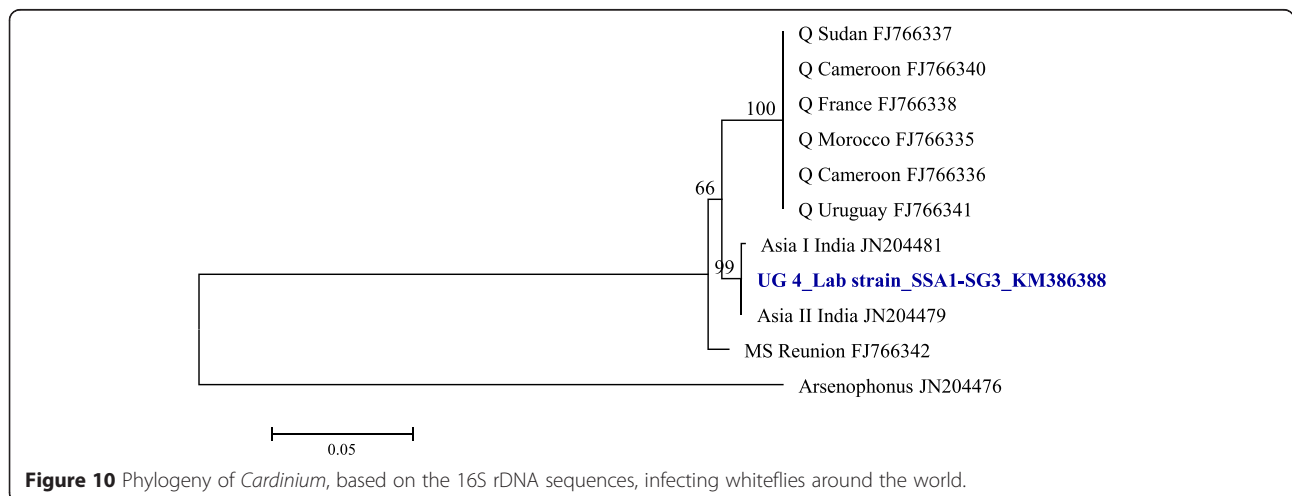 Q Sudan FJ766337
Q Cameroon FJ766340
100
Q France FJ766338
Q Morocco FJ766335
Q Cameroon FJ766336
66
Q Uruguay FJ766341
Asia I India JN204481
99
UG 4_Lab strain_SSA1-SG3_KM386388
Asia II India JN204479
MS Reunion FJ766342
Arsenophonus JN204476
0.05
Figure 10 Phylogeny of Cardinium, based on the 16S rDNA sequences, infecting whiteflies around the world.